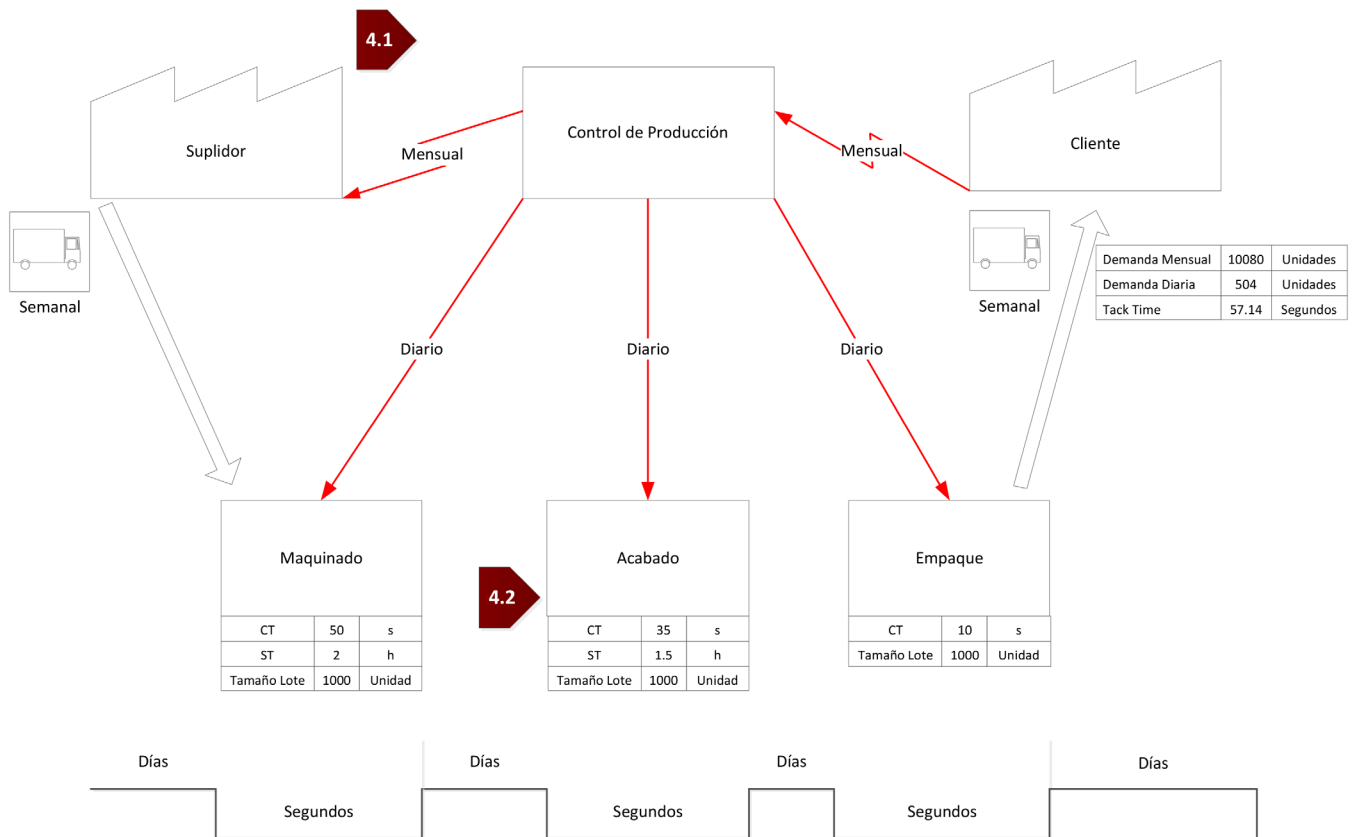 4.1
Suplidor
Control de Producción
Cliente
Mensual
Mensual
Semanal
Semanal
Demanda Mensual 10080 Unidades
Demanda Diaria 504 Unidades
Tack Time 57.14 Segundos
Diario
Diario
Diario
Maquinado
Acabado
Empaque
4.2
CT 50 s
ST 2 h
Tamaño Lote 1000 Unidad
CT 35 s
ST 1.5 h
Tamaño Lote 1000 Unidad
CT 10 s
Tamaño Lote 1000 Unidad
Días
Días
Días
Días
Segundos
Segundos
Segundos